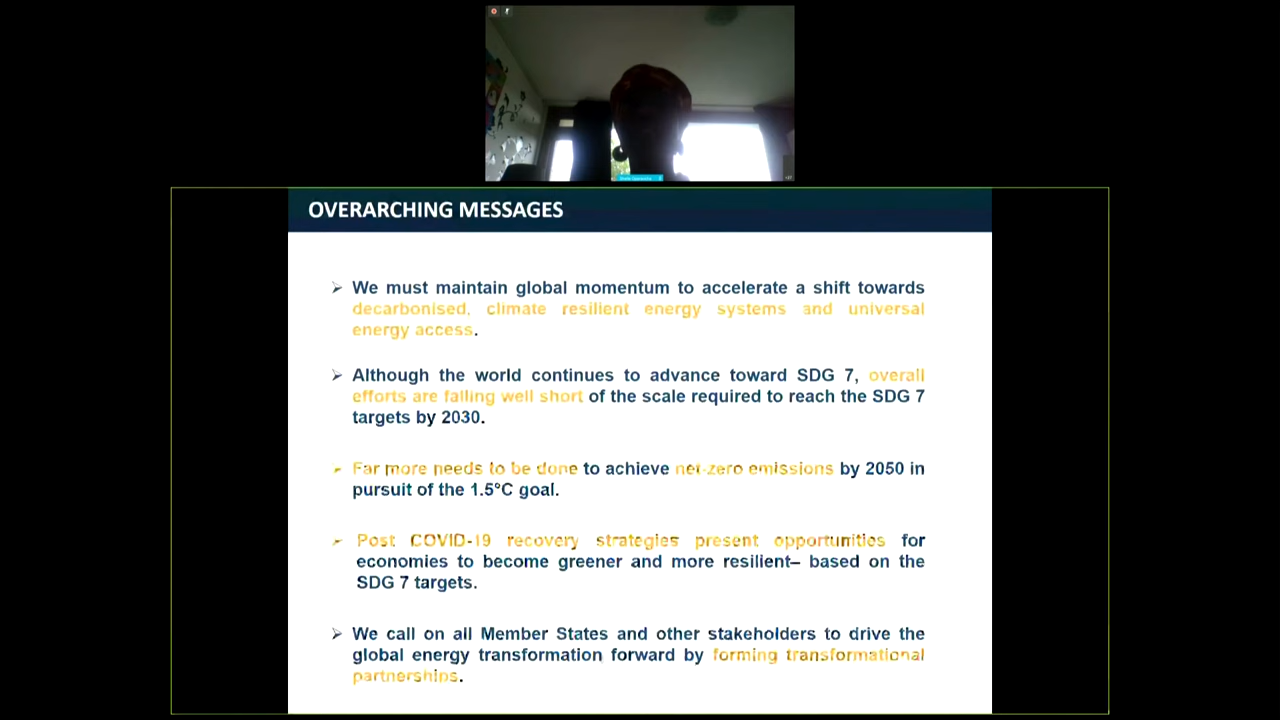 OVERARCHING MESSAGES
➢ We must maintain global momentum to accelerate a shift towards
decarbonised, climate resilient energy systems and universal
energy access.
➢ Although the world continues to advance toward SDG 7, overall
efforts are falling well short of the scale required to reach the SDG 7
targets by 2030.
➢ Far more needs to be done to achieve net-zero emissions by 2050 in
pursuit of the 1.5°C goal.
➢ Post COVID-19 recovery strategies present opportunities for
economies to become greener and more resilient– based on the
SDG 7 targets.
➢ We call on all Member States and other stakeholders to drive the
global energy transformation forward by forming transformational
partnerships.